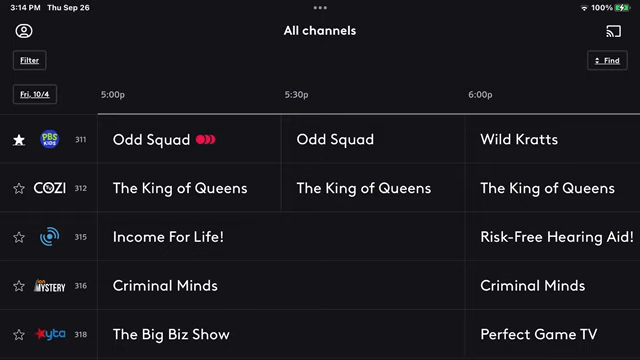 3:14 PM Thu Sep 26
100%
All channels
Filter
Find
Fri, 10/4 5:00p 5:30p 6:00p
PBS KIDS 311 Odd Squad Odd Squad Wild Kratts
COZI TV 312 The King of Queens The King of Queens The King of Queens
315 Income For Life! Risk-Free Hearing Aid!
ion MYSTERY 316 Criminal Minds Criminal Minds
yta 318 The Big Biz Show Perfect Game TV